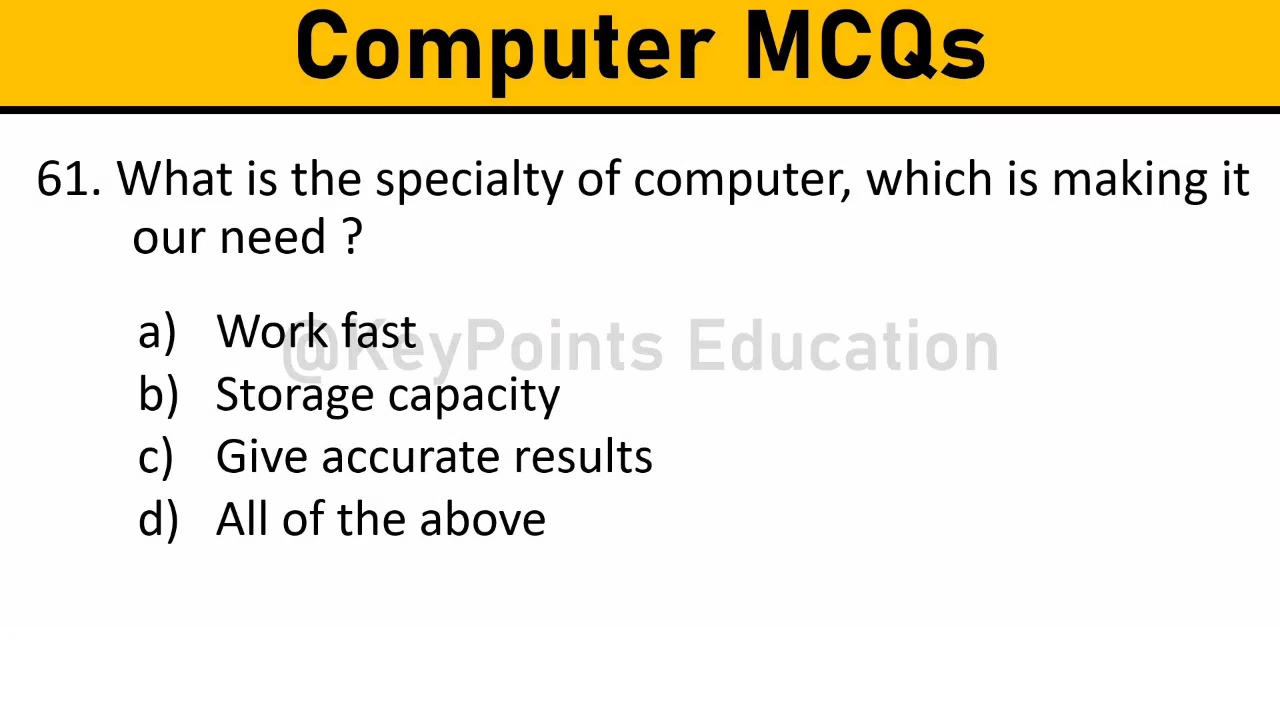 Computer MCQs
61. What is the specialty of computer, which is making it
our need ?
a) Work fast
@KeyPoints Education
b) Storage capacity
c) Give accurate results
d) All of the above